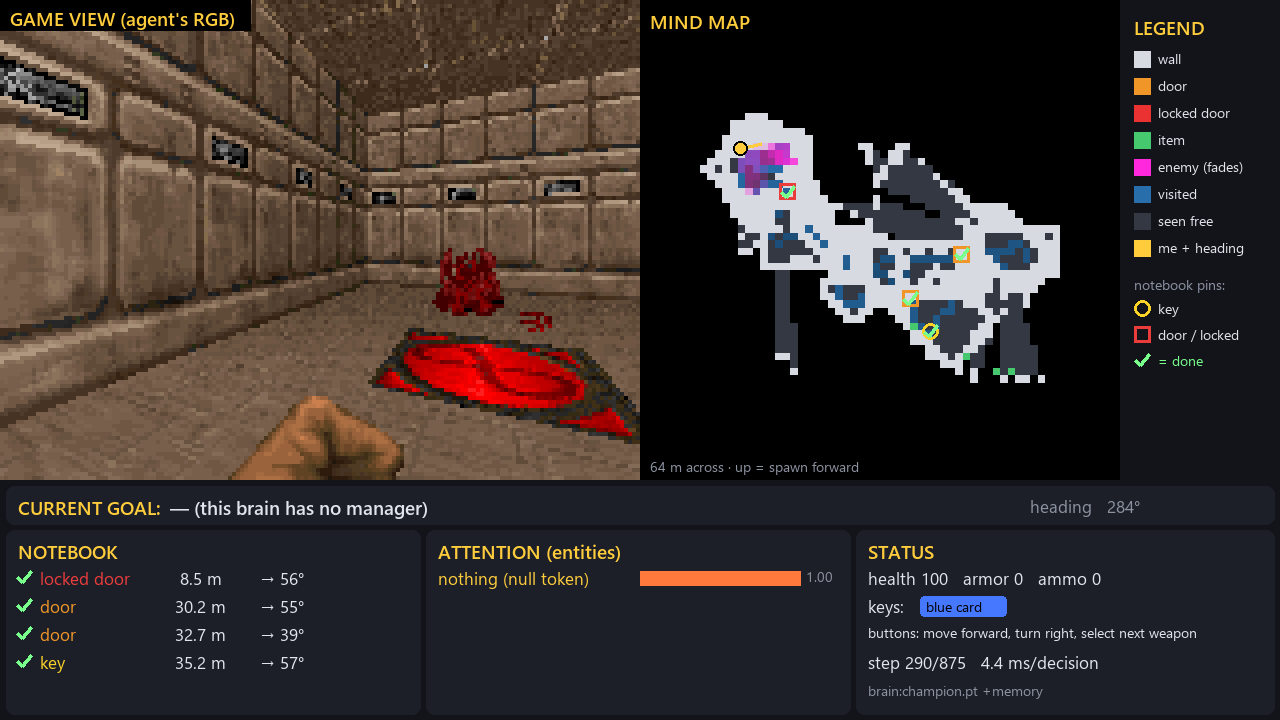 GAME VIEW (agent's RGB)
MIND MAP
64 m across · up = spawn forward
LEGEND
wall
door
locked door
item
enemy (fades)
visited
seen free
me + heading
notebook pins:
key
door / locked
= done
CURRENT GOAL: — (this brain has no manager)
heading 284°
NOTEBOOK
locked door 8.5 m → 56°
door 30.2 m → 55°
door 32.7 m → 39°
key 35.2 m → 57°
ATTENTION (entities)
nothing (null token) 1.00
STATUS
health 100 armor 0 ammo 0
keys: blue card
buttons: move forward, turn right, select next weapon
step 290/875 4.4 ms/decision
brain:champion.pt +memory